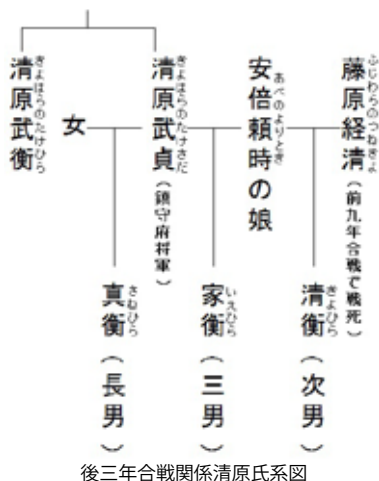 藤原経清（前九年合戦で戦死）
ふじわらのつねきよ
安倍頼時の娘
あべのよりとき
清原武貞（鎮守府将軍）
きよはらのたけさだ
女
清原武衡
きよはらのたけひら
清衡（次男）
きよひら
家衡（三男）
いえひら
真衡（長男）
さねひら
後三年合戦関係清原氏系図